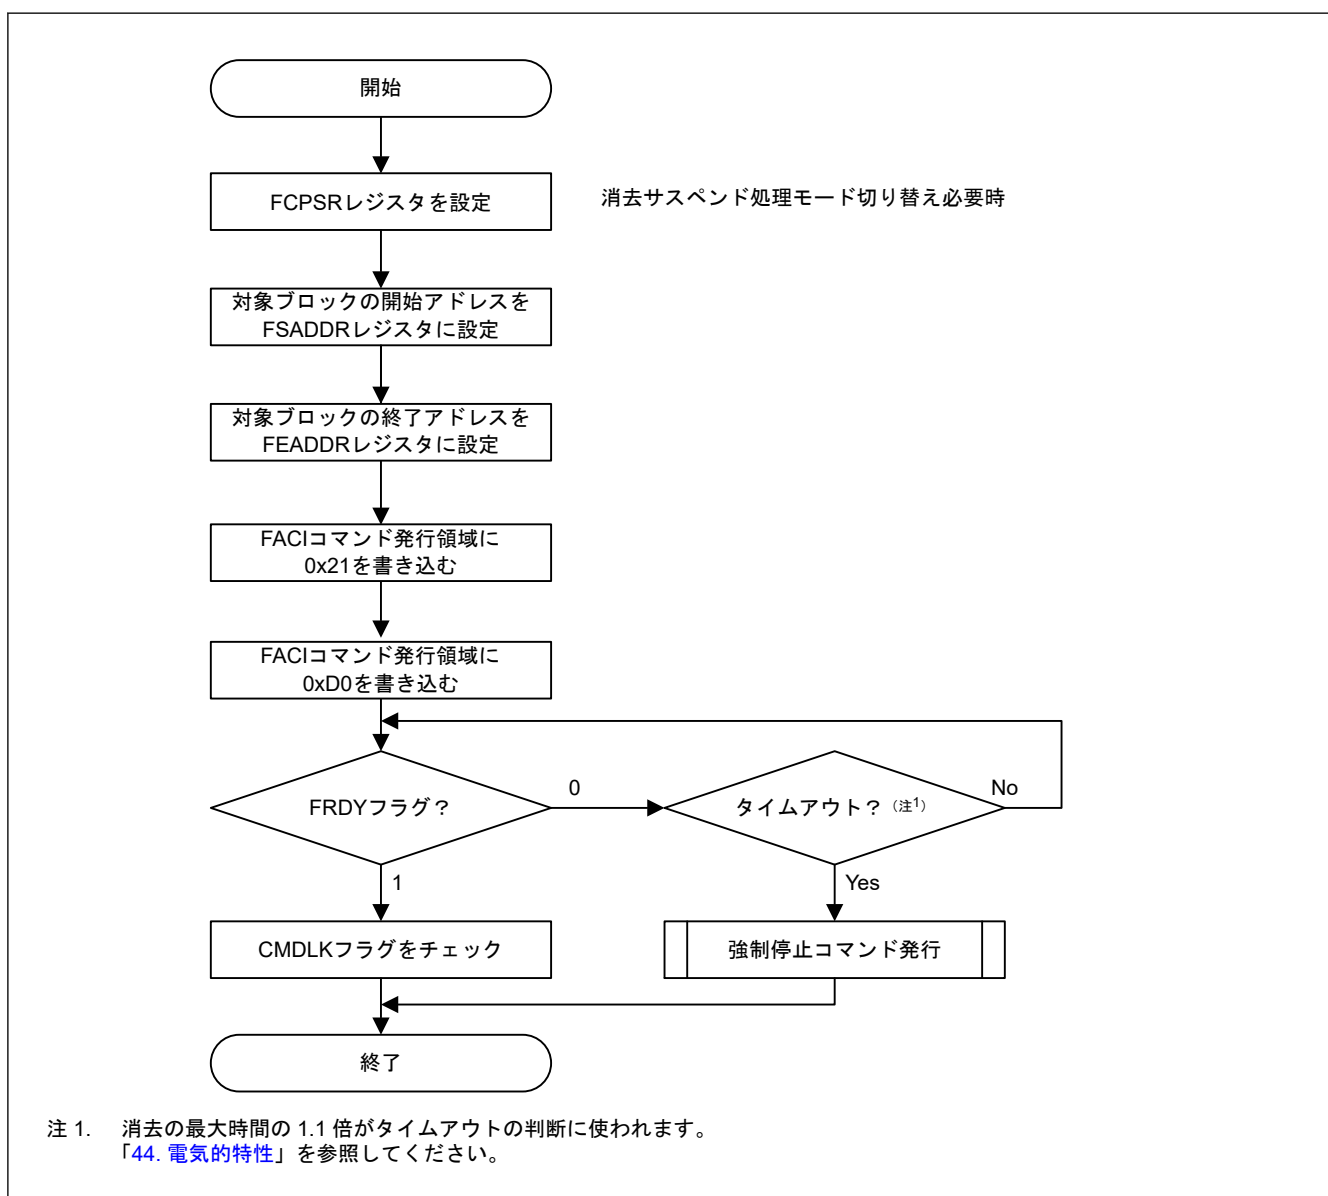 開始
FCPSRレジスタを設定
消去サスペンド処理モード切り替え必要時
対象ブロックの開始アドレスを
FSADDRレジスタに設定
対象ブロックの終了アドレスを
FEADDRレジスタに設定
FACIコマンド発行領域に
0x21を書き込む
FACIコマンド発行領域に
0xD0を書き込む
FRDYフラグ？
0
タイムアウト？（注1）
No
1
Yes
CMDLKフラグをチェック
強制停止コマンド発行
終了
注 1. 消去の最大時間の 1.1 倍がタイムアウトの判断に使われます。
「44. 電気的特性」を参照してください。